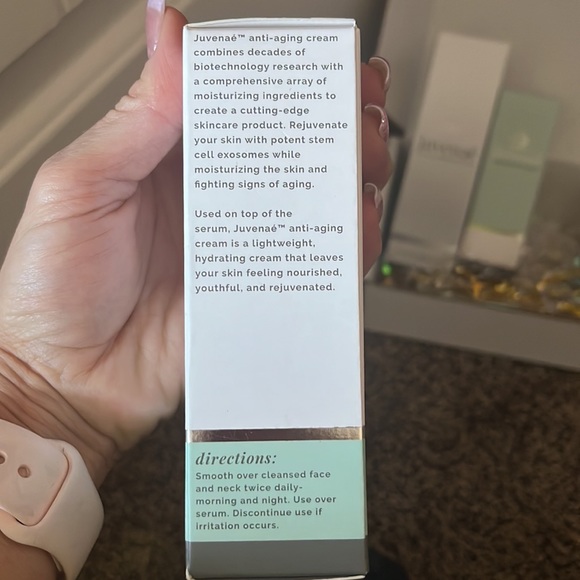 Juvenaé™ anti-aging cream
combines decades of
biotechnology research with
a comprehensive array of
moisturizing ingredients to
create a cutting-edge
skincare product. Rejuvenate
your skin with potent stem
cell exosomes while
moisturizing the skin and
fighting signs of aging.
Used on top of the
serum, Juvenaé™ anti-aging
cream is a lightweight,
hydrating cream that leaves
your skin feeling nourished,
youthful, and rejuvenated.
directions:
Smooth over cleansed face
and neck twice daily-
morning and night. Use over
serum. Discontinue use if
irritation occurs.